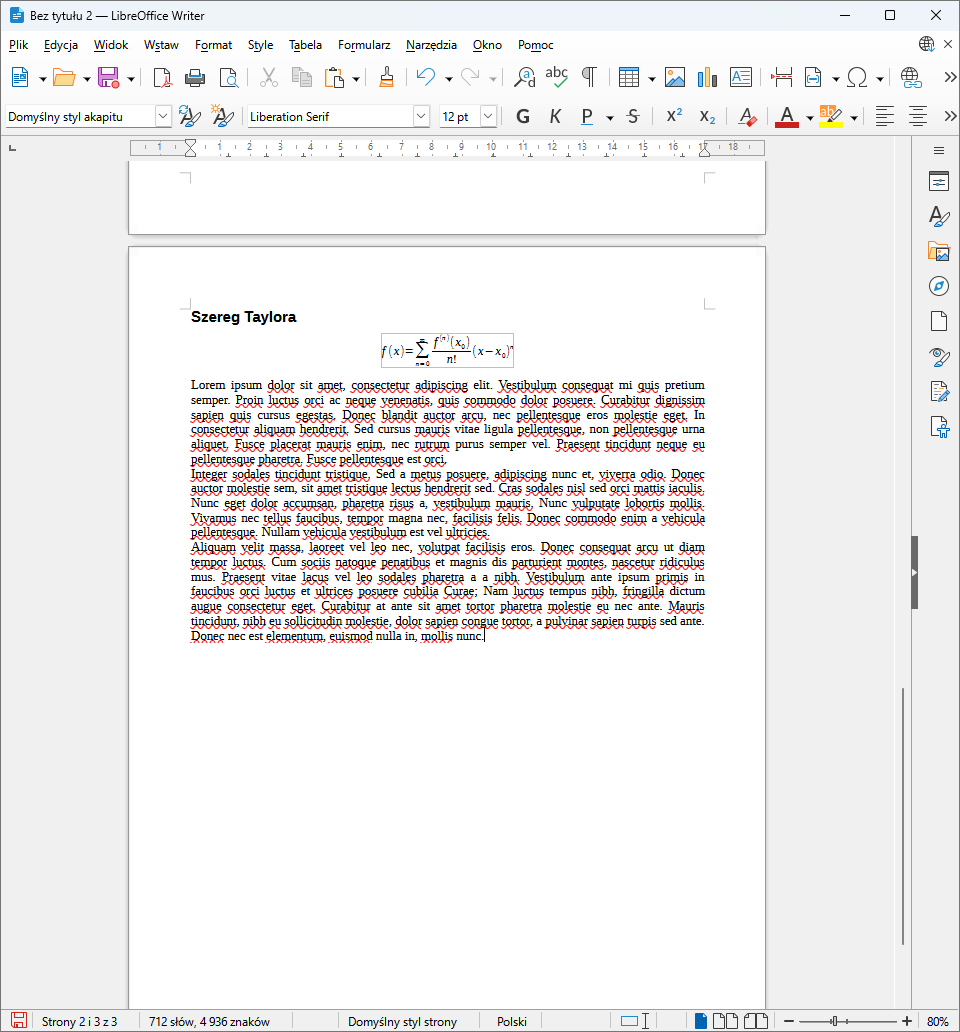 Bez tytułu 2 — LibreOffice Writer
Plik Edycja Widok Wstaw Format Style Tabela Formularz Narzędzia Okno Pomoc
Domyślny styl akapitu Liberation Serif 12 pt G K P S X² X₂ A
1 1 2 3 4 5 6 7 8 9 10 11 12 13 14 15 16 17 18
Szereg Taylora
f(x)=∑_{n=0}^{∞} f^{(n)}(x₀)/n! (x−x₀)ⁿ
Lorem ipsum dolor sit amet, consectetur adipiscing elit. Vestibulum consequat mi quis pretium
semper. Proin luctus orci ac neque venenatis, quis commodo dolor posuere. Curabitur dignissim
sapien quis cursus egestas. Donec blandit auctor arcu, nec pellentesque eros molestie eget. In
consectetur aliquam hendrerit. Sed cursus mauris vitae ligula pellentesque, non pellentesque urna
aliquet. Fusce placerat mauris enim, nec rutrum purus semper vel. Praesent tincidunt neque eu
pellentesque pharetra. Fusce pellentesque est orci.
Integer sodales tincidunt tristique. Sed a metus posuere, adipiscing nunc et, viverra odio. Donec
auctor molestie sem, sit amet tristique lectus hendrerit sed. Cras sodales nisl sed orci mattis iaculis.
Nunc eget dolor accumsan, pharetra risus a, vestibulum mauris. Nunc vulputate lobortis mollis.
Vivamus nec tellus faucibus, tempor magna nec, facilisis felis. Donec commodo enim a vehicula
pellentesque. Nullam vehicula vestibulum est vel ultricies.
Aliquam velit massa, laoreet vel leo nec, volutpat facilisis eros. Donec consequat arcu ut diam
tempor luctus. Cum sociis natoque penatibus et magnis dis parturient montes, nascetur ridiculus
mus. Praesent vitae lacus vel leo sodales pharetra a a nibh. Vestibulum ante ipsum primis in
faucibus orci luctus et ultrices posuere cubilia Curae; Nam luctus tempus nibh, fringilla dictum
augue consectetur eget. Curabitur at ante sit amet tortor pharetra molestie eu nec ante. Mauris
tincidunt, nibh eu sollicitudin molestie, dolor sapien congue tortor, a pulvinar sapien turpis sed ante.
Donec nec est elementum, euismod nulla in, mollis nunc.
Strony 2 i 3 z 3 712 słów, 4 936 znaków Domyślny styl strony Polski 80%